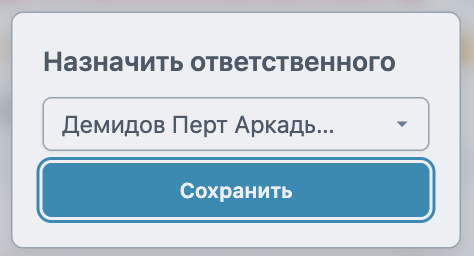 Назначить ответственного
Демидов Перт Аркадь...
Сохранить